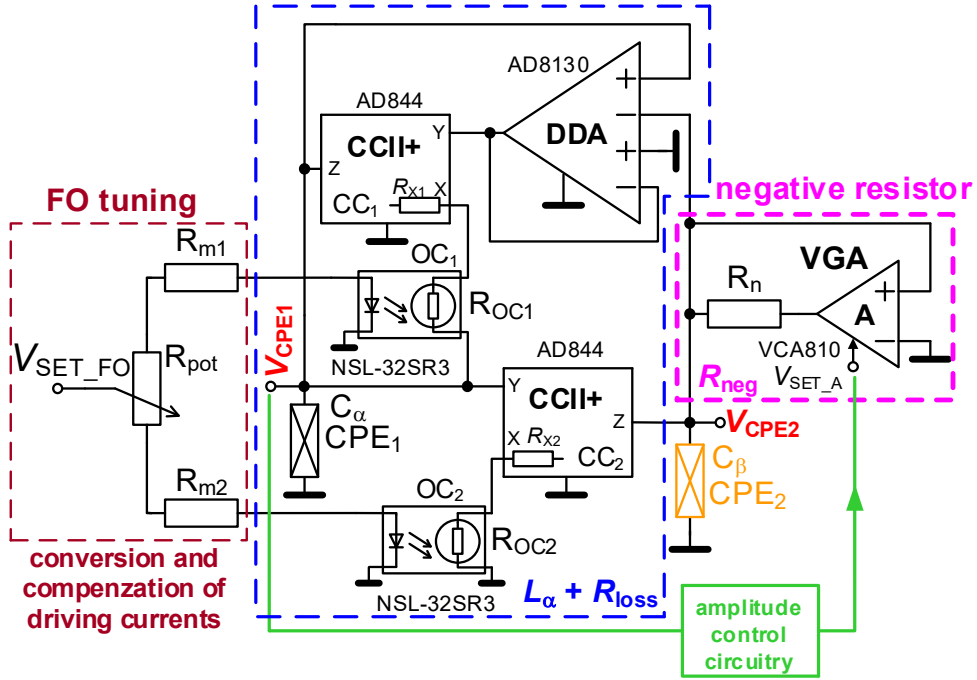 AD8130
AD844
Y
CCII+
DDA
Z
RX1 X
CC1
FO tuning
negative resistor
Rm1
OC1
VGA
Rn
ROC1
A
VCPE1
AD844
NSL-32SR3
VCA810
VSET_FO
Rpot
VSET_A
Rneg
Y
CCII+
Z
Cα
CPE1
X RX2
CC2
VCPE2
Cβ
CPE2
Rm2
OC2
ROC2
conversion and
compenzation of
driving currents
NSL-32SR3
Lα + Rloss
amplitude
control
circuitry